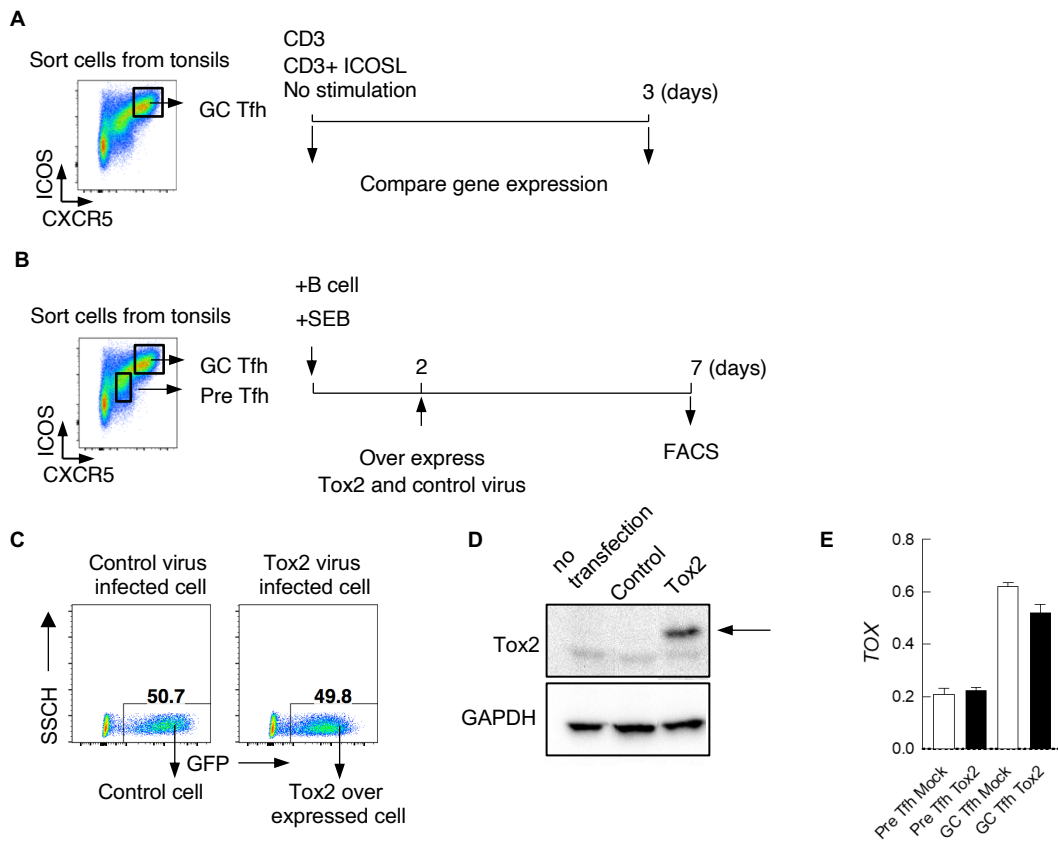 A
Sort cells from tonsils
GC Tfh
ICOS
CXCR5
CD3
CD3+ ICOSL
No stimulation
3 (days)
Compare gene expression
B
Sort cells from tonsils
GC Tfh
Pre Tfh
ICOS
CXCR5
+B cell
+SEB
2
7 (days)
Over express
Tox2 and control virus
FACS
C
Control virus
infected cell
Tox2 virus
infected cell
SSCH
50.7
49.8
GFP
Control cell
Tox2 over
expressed cell
D
no
transfection
Control
Tox2
Tox2
GAPDH
E
TOX
0.8
0.6
0.4
0.2
0.0
Pre Tfh Mock
Pre Tfh Tox2
GC Tfh Mock
GC Tfh Tox2